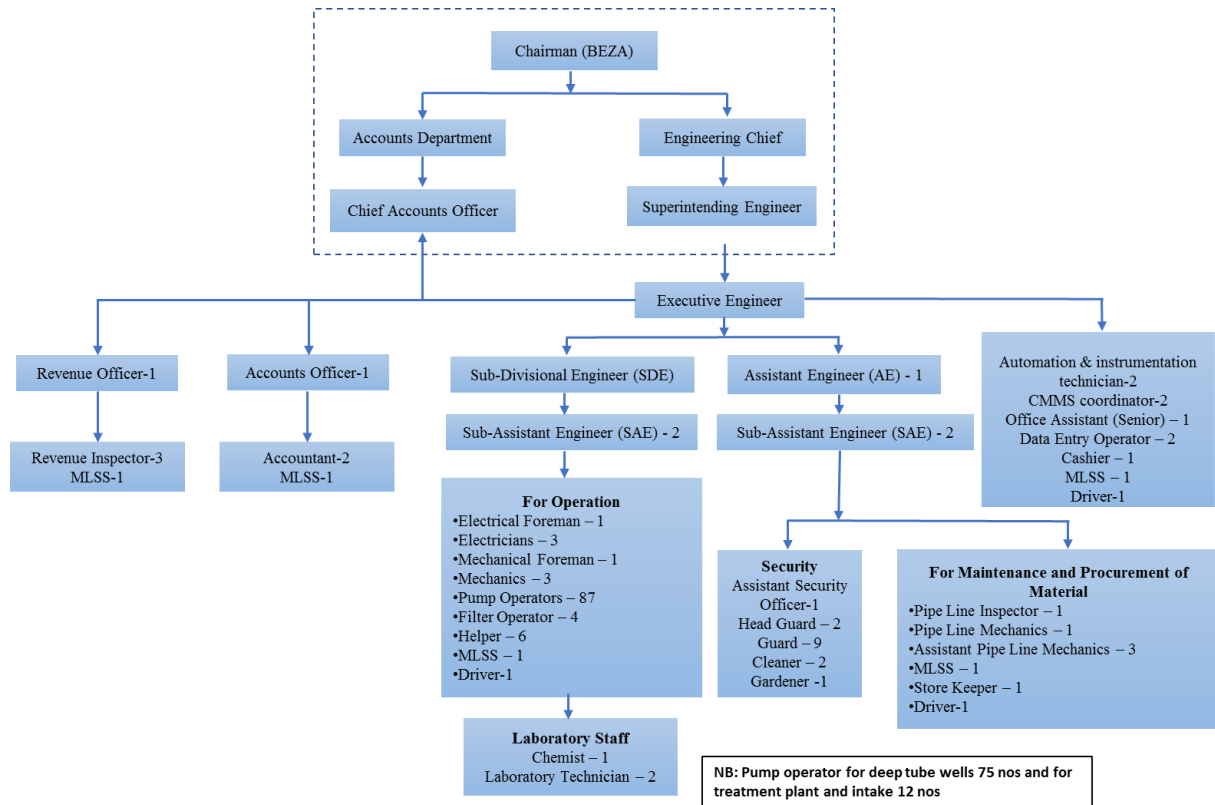 Chairman (BEZA)
Accounts Department
Engineering Chief
Chief Accounts Officer
Superintending Engineer
Executive Engineer
Revenue Officer-1
Accounts Officer-1
Sub-Divisional Engineer (SDE)
Assistant Engineer (AE) - 1
Automation & instrumentation
technician-2
CMMS coordinator-2
Office Assistant (Senior) – 1
Data Entry Operator – 2
Cashier – 1
MLSS – 1
Driver-1
Revenue Inspector-3
MLSS-1
Accountant-2
MLSS-1
Sub-Assistant Engineer (SAE) - 2
Sub-Assistant Engineer (SAE) - 2
For Operation
•Electrical Foreman – 1
•Electricians – 3
•Mechanical Foreman – 1
•Mechanics – 3
•Pump Operators – 87
•Filter Operator – 4
•Helper – 6
•MLSS – 1
•Driver-1
Security
Assistant Security
Officer-1
Head Guard – 2
Guard – 9
Cleaner – 2
Gardener -1
For Maintenance and Procurement of
Material
•Pipe Line Inspector – 1
•Pipe Line Mechanics – 1
•Assistant Pipe Line Mechanics – 3
•MLSS – 1
•Store Keeper – 1
•Driver-1
Laboratory Staff
Chemist – 1
Laboratory Technician – 2
NB: Pump operator for deep tube wells 75 nos and for
treatment plant and intake 12 nos